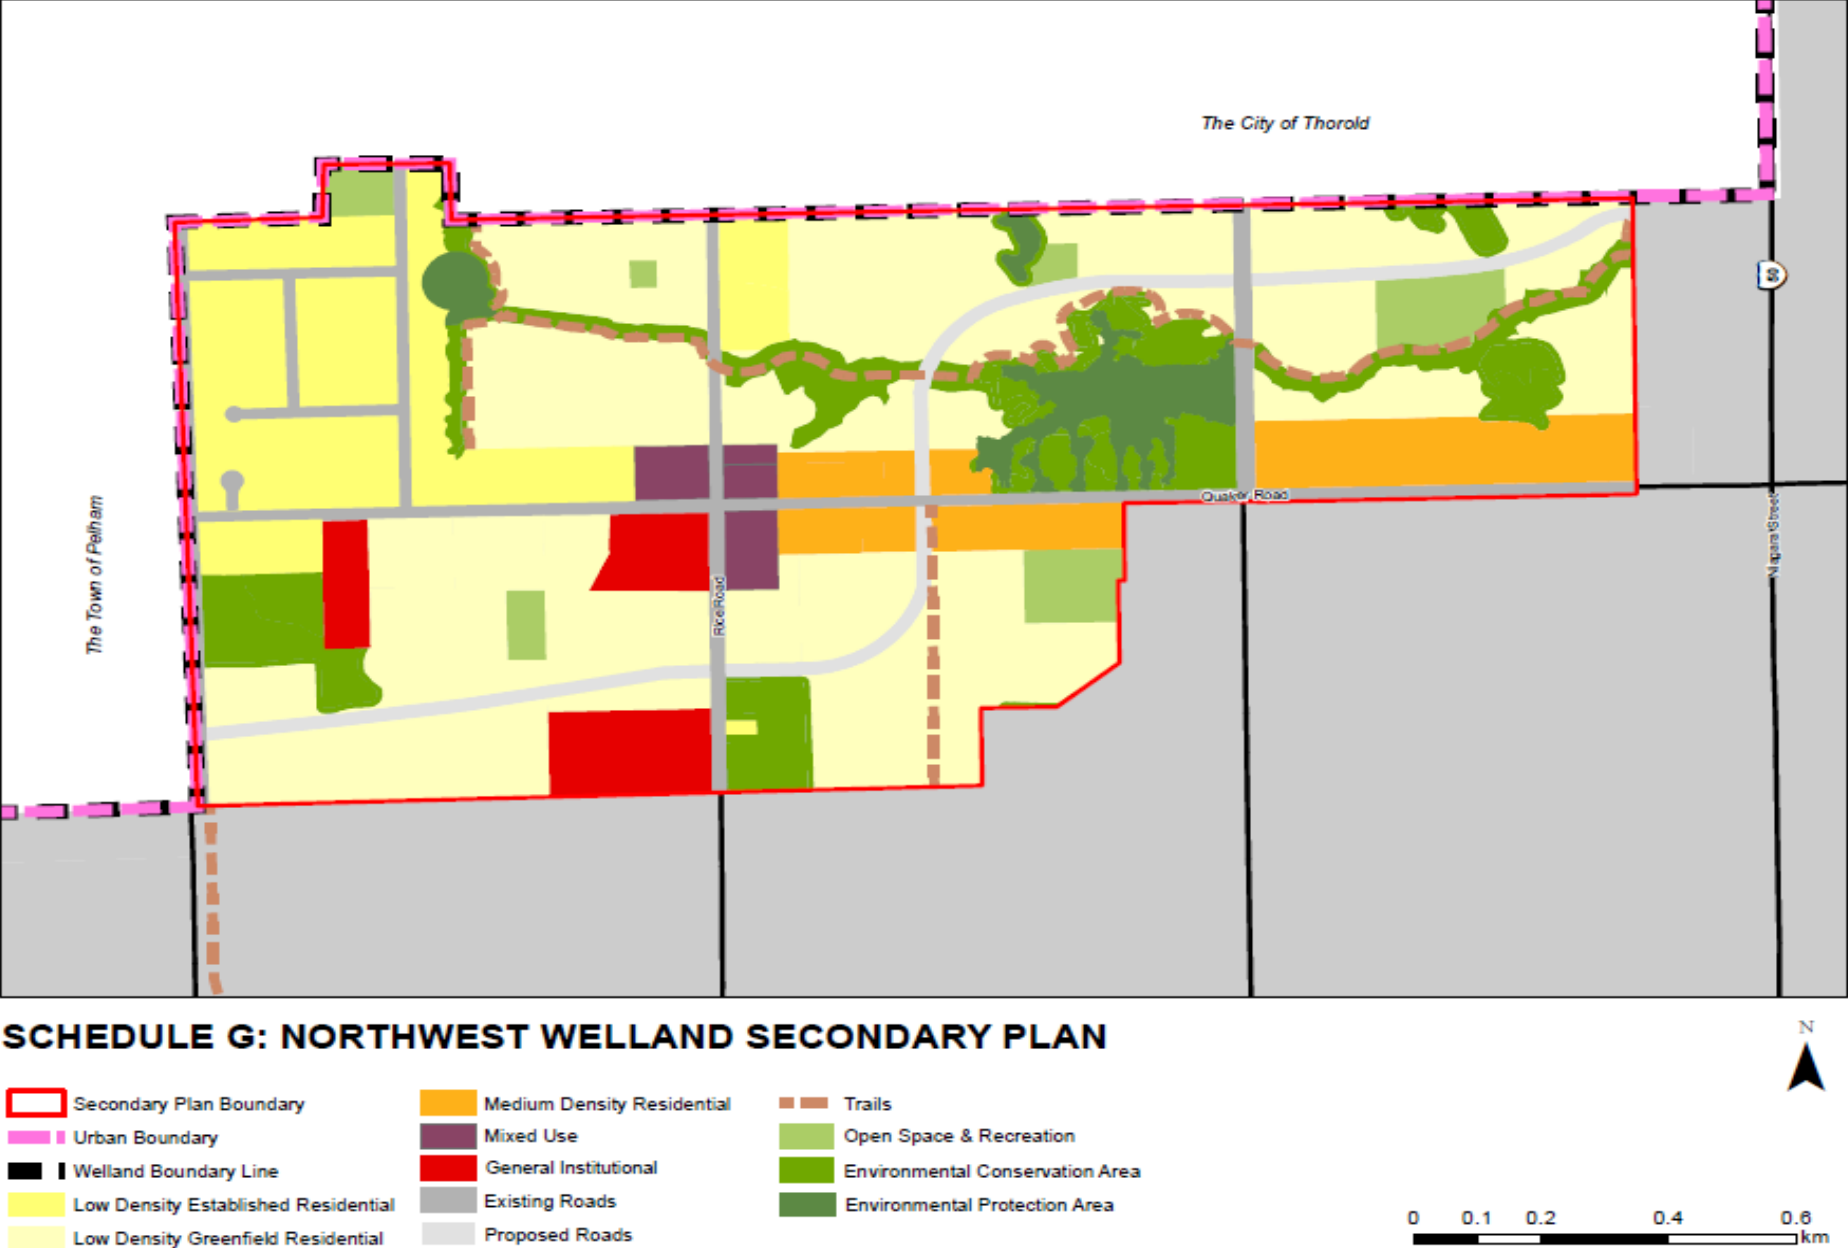 The City of Thorold
50
The Town of Pelham
Quaker Road
Rice Road
Niagara Street
SCHEDULE G: NORTHWEST WELLAND SECONDARY PLAN
N
Secondary Plan Boundary
Urban Boundary
Welland Boundary Line
Low Density Established Residential
Low Density Greenfield Residential
Medium Density Residential
Mixed Use
General Institutional
Existing Roads
Proposed Roads
Trails
Open Space & Recreation
Environmental Conservation Area
Environmental Protection Area
0 0.1 0.2 0.4 0.6
km